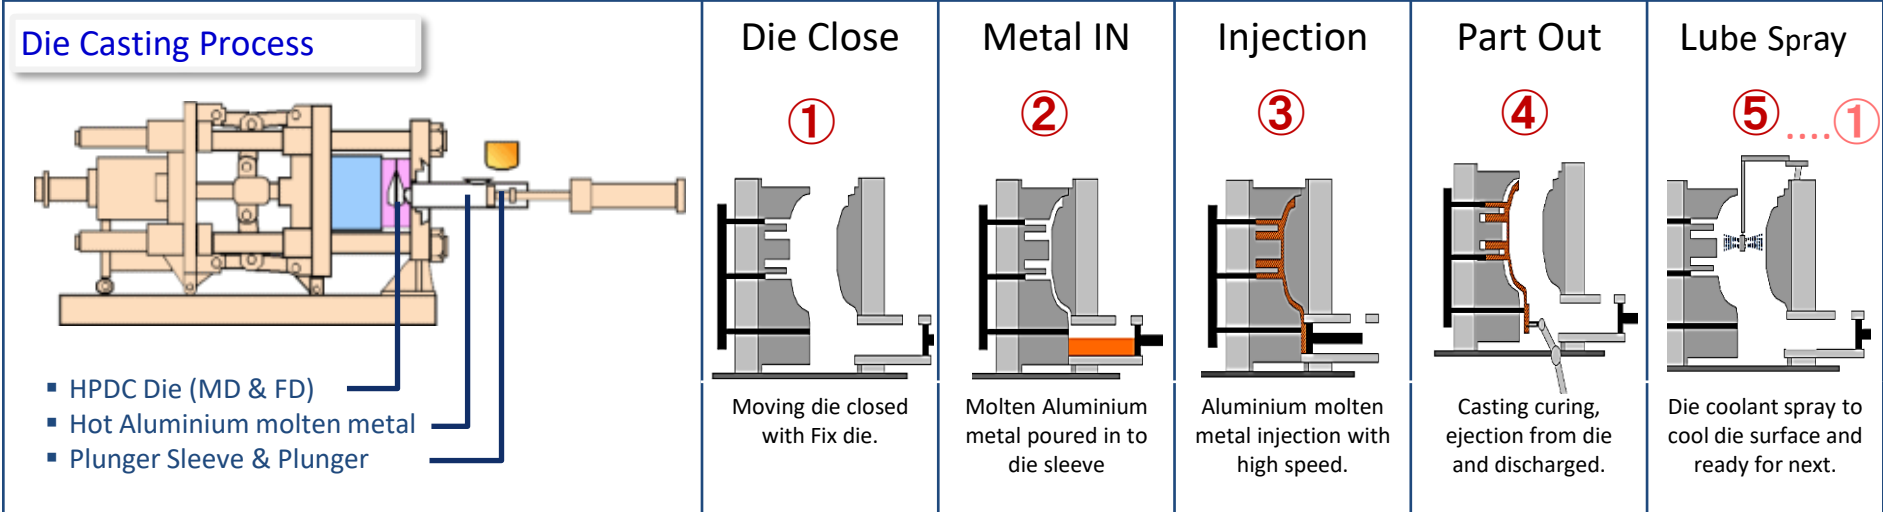 Die Casting Process
▪ HPDC Die (MD & FD)
▪ Hot Aluminium molten metal
▪ Plunger Sleeve & Plunger
Die Close
①
Moving die closed
with Fix die.
Metal IN
②
Molten Aluminium
metal poured in to
die sleeve
Injection
③
Aluminium molten
metal injection with
high speed.
Part Out
④
Casting curing,
ejection from die
and discharged.
Lube Spray
⑤....①
Die coolant spray to
cool die surface and
ready for next.